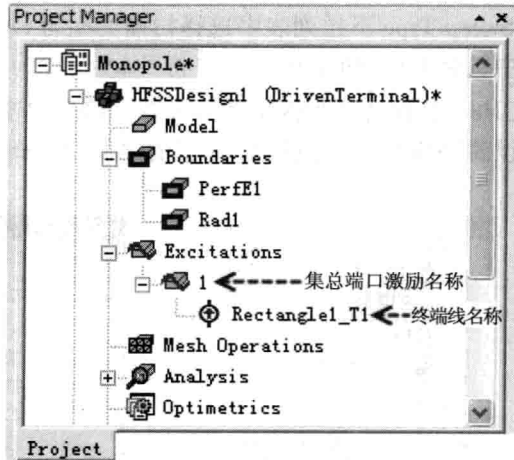 Project Manager
Monopole*
HFSSDesign1 (DrivenTerminal)*
Model
Boundaries
PerfE1
Rad1
Excitations
1 集总端口激励名称
Rectangle1_T1 终端线名称
Mesh Operations
Analysis
Optimetrics
Project